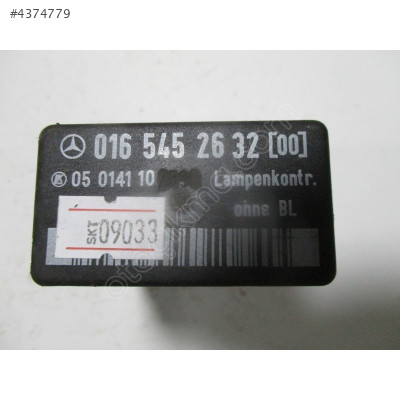 #4374779
016 545 26 32 [00]
05 0141 10 Lampenkontr.
ohne BL
SKT 09033